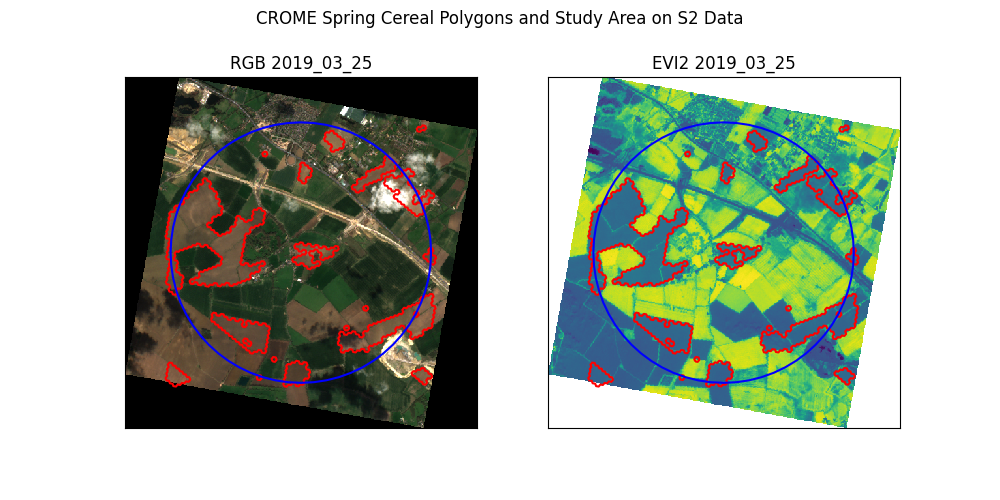 CROME Spring Cereal Polygons and Study Area on S2 Data
RGB 2019_03_25
EVI2 2019_03_25